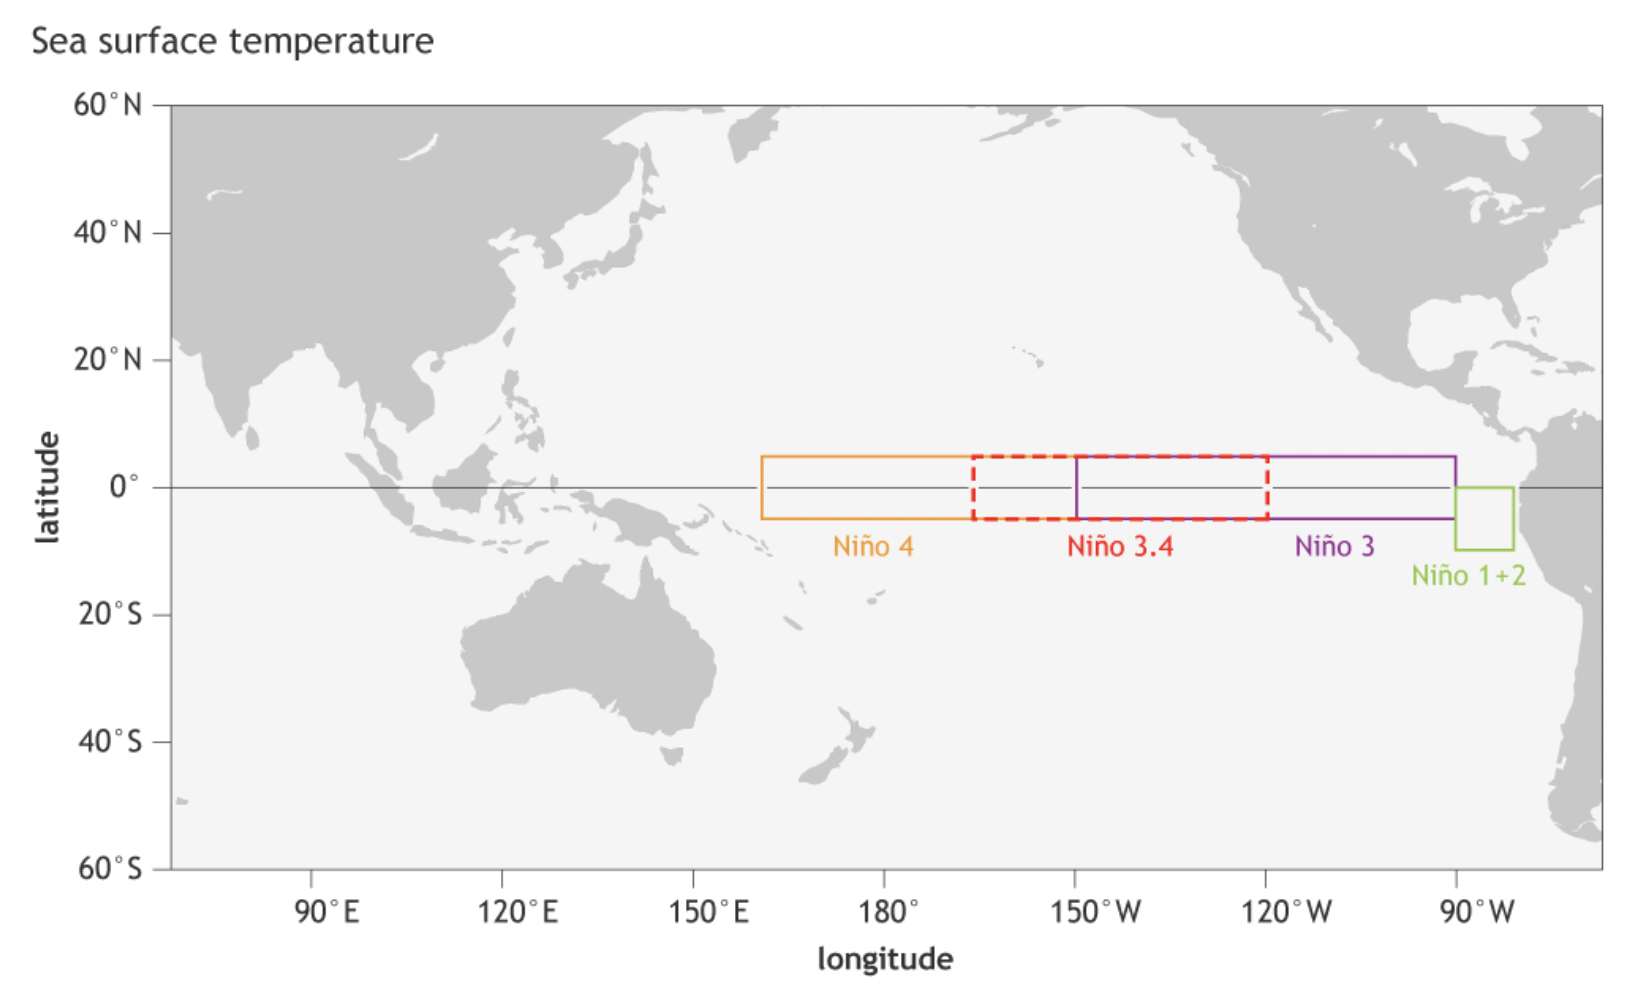 Sea surface temperature
60°N
40°N
20°N
0°
20°S
40°S
60°S
latitude
Niño 4
Niño 3.4
Niño 3
Niño 1+2
90°E
120°E
150°E
180°
150°W
120°W
90°W
longitude